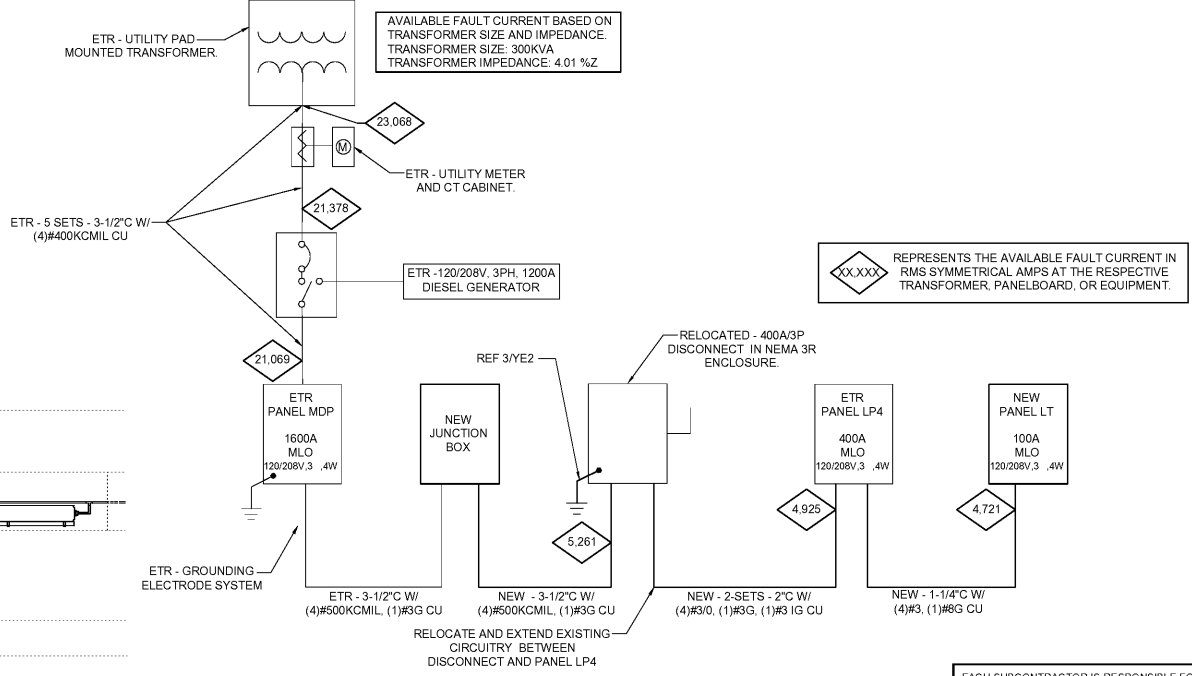 AVAILABLE FAULT CURRENT BASED ON
TRANSFORMER SIZE AND IMPEDANCE.
TRANSFORMER SIZE: 300KVA
TRANSFORMER IMPEDANCE: 4.01 %Z
ETR - UTILITY PAD
MOUNTED TRANSFORMER.
23,068
M
ETR - UTILITY METER
AND CT CABINET.
21,378
ETR - 5 SETS - 3-1/2"C W/
(4)#400KCMIL CU
ETR -120/208V, 3PH, 1200A
DIESEL GENERATOR
XX,XXX
REPRESENTS THE AVAILABLE FAULT CURRENT IN
RMS SYMMETRICAL AMPS AT THE RESPECTIVE
TRANSFORMER, PANELBOARD, OR EQUIPMENT.
21,069
REF 3/YE2
RELOCATED - 400A/3P
DISCONNECT IN NEMA 3R
ENCLOSURE.
ETR
PANEL MDP
1600A
MLO
120/208V,3 ,4W
NEW
JUNCTION
BOX
ETR
PANEL LP4
400A
MLO
120/208V,3 ,4W
NEW
PANEL LT
100A
MLO
120/208V,3 ,4W
5,261
4,925
4,721
ETR - GROUNDING
ELECTRODE SYSTEM
ETR - 3-1/2"C W/
(4)#500KCMIL, (1)#3G CU
NEW - 3-1/2"C W/
(4)#500KCMIL, (1)#3G CU
NEW - 2-SETS - 2"C W/
(4)#3/0, (1)#3G, (1)#3 IG CU
NEW - 1-1/4"C W/
(4)#3, (1)#8G CU
RELOCATE AND EXTEND EXISTING
CIRCUITRY BETWEEN
DISCONNECT AND PANEL LP4
EACH SUBCONTRACTOR IS RESPONSIBLE